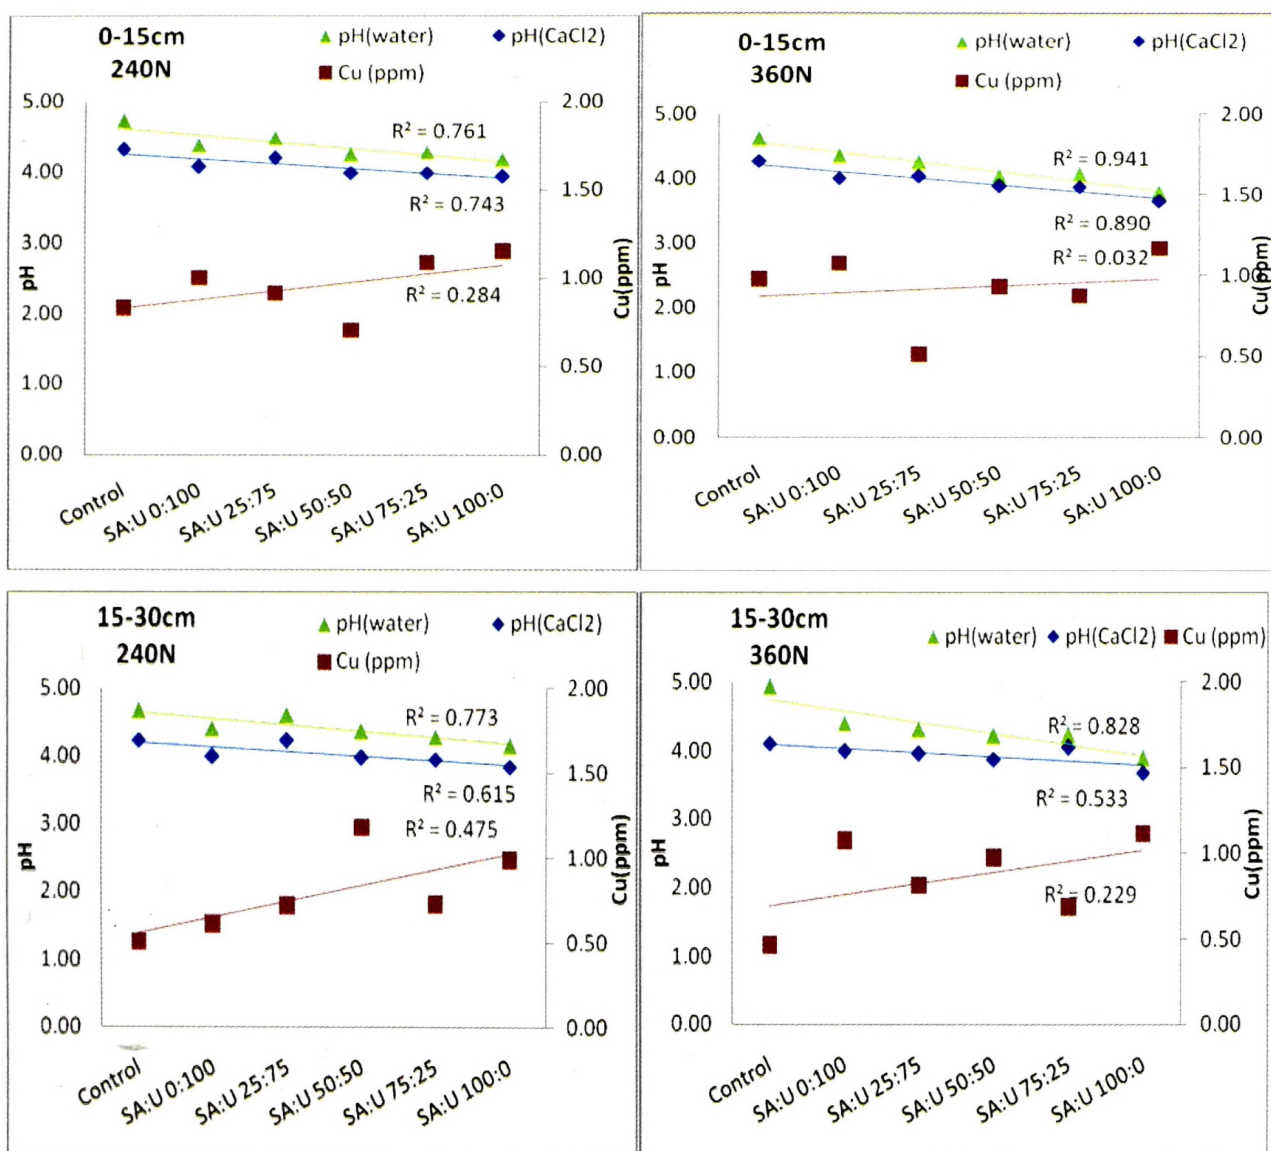 0-15cm
240N
pH(water)
pH(CaCl2)
Cu (ppm)
5.00
4.00
3.00
2.00
1.00
0.00
pH
2.00
1.50
1.00
0.50
0.00
Cu(ppm)
R² = 0.761
R² = 0.743
R² = 0.284
Control
SA:U 0:100
SA:U 25:75
SA:U 50:50
SA:U 75:25
SA:U 100:0
0-15cm
360N
pH(water)
pH(CaCl2)
Cu (ppm)
5.00
4.00
3.00
2.00
1.00
0.00
pH
2.00
1.50
1.00
0.50
0.00
Cu(ppm)
R² = 0.941
R² = 0.890
R² = 0.032
Control
SA:U 0:100
SA:U 25:75
SA:U 50:50
SA:U 75:25
SA:U 100:0
15-30cm
240N
pH(water)
pH(CaCl2)
Cu (ppm)
5.00
4.00
3.00
2.00
1.00
0.00
pH
2.00
1.50
1.00
0.50
0.00
Cu(ppm)
R² = 0.773
R² = 0.615
R² = 0.475
Control
SA:U 0:100
SA:U 25:75
SA:U 50:50
SA:U 75:25
SA:U 100:0
15-30cm
360N
pH(water)
pH(CaCl2)
Cu (ppm)
5.00
4.00
3.00
2.00
1.00
0.00
pH
2.00
1.50
1.00
0.50
0.00
Cu(ppm)
R² = 0.828
R² = 0.533
R² = 0.229
Control
SA:U 0:100
SA:U 25:75
SA:U 50:50
SA:U 75:25
SA:U 100:0